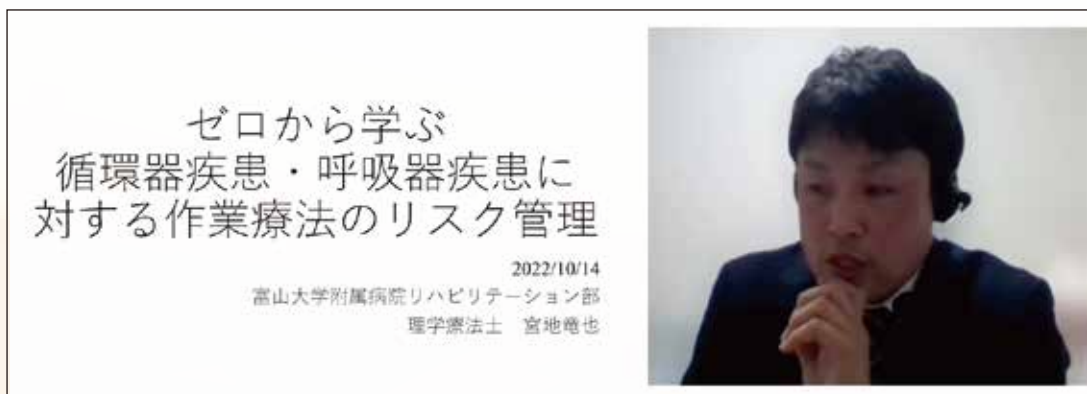 ゼロから学ぶ
循環器疾患・呼吸器疾患に
対する作業療法のリスク管理
2022/10/14
富山大学附属病院リハビリテーション部
理学療法士　宮地竜也